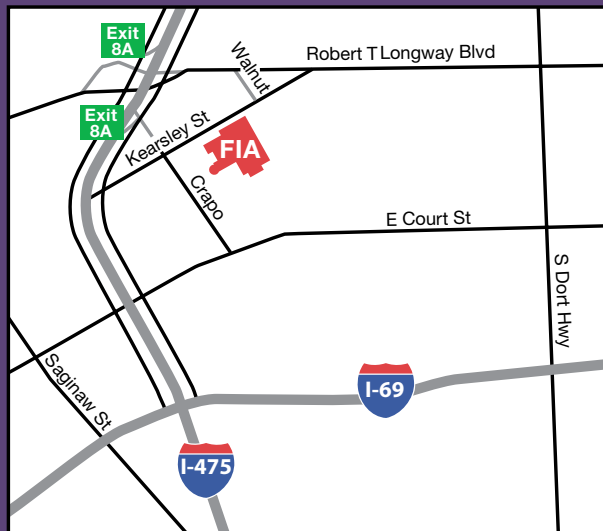 Exit
8A
Walnut
Robert T Longway Blvd
Exit
8A
Kearsley St
FIA
Crapo
E Court St
S Dort Hwy
Saginaw St
I-69
I-475